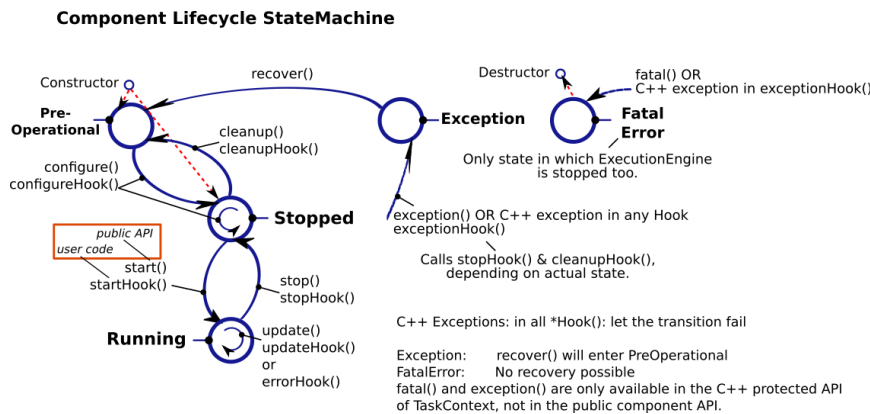 Component Lifecycle StateMachine
Constructor
recover()
Destructor
fatal() OR
C++ exception in exceptionHook()
Pre-
Operational
Exception
Fatal
Error
cleanup()
cleanupHook()
Only state in which ExecutionEngine
is stopped too.
configure()
configureHook()
Stopped
exception() OR C++ exception in any Hook
exceptionHook()
public API
user code
start()
startHook()
stop()
stopHook()
Calls stopHook() & cleanupHook(),
depending on actual state.
Running
update()
updateHook()
or
errorHook()
C++ Exceptions: in all *Hook(): let the transition fail
Exception: recover() will enter PreOperational
FatalError: No recovery possible
fatal() and exception() are only available in the C++ protected API
of TaskContext, not in the public component API.